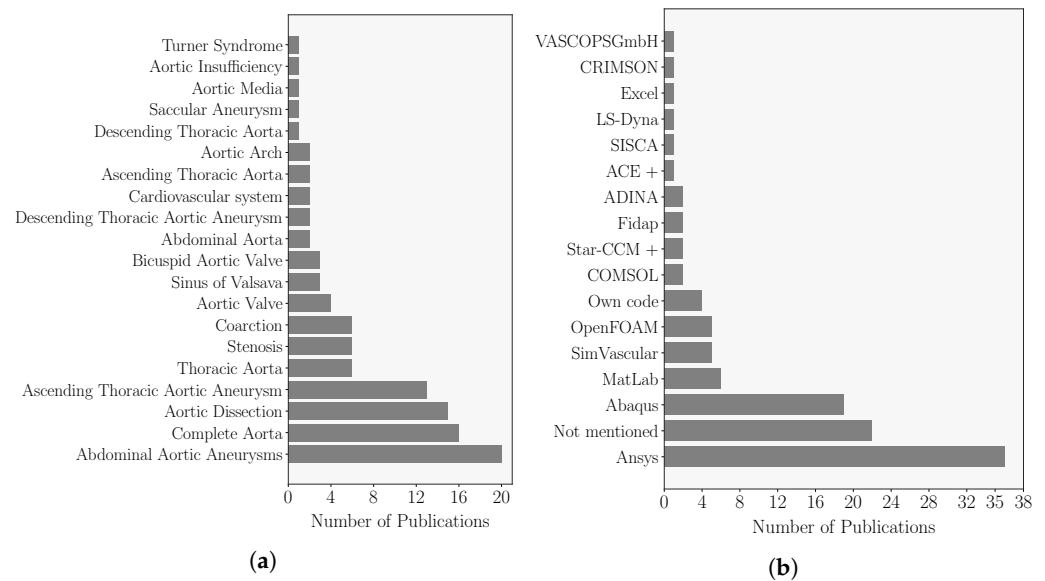 Turner Syndrome
Aortic Insufficiency
Aortic Media
Saccular Aneurysm
Descending Thoracic Aorta
Aortic Arch
Ascending Thoracic Aorta
Cardiovascular system
Descending Thoracic Aortic Aneurysm
Abdominal Aorta
Bicuspid Aortic Valve
Sinus of Valsava
Aortic Valve
Coarction
Stenosis
Thoracic Aorta
Ascending Thoracic Aortic Aneurysm
Aortic Dissection
Complete Aorta
Abdominal Aortic Aneurysms
0 4 8 12 16 20
Number of Publications
(a)
VASCOPSGmbH
CRIMSON
Excel
LS-Dyna
SISCA
ACE +
ADINA
Fidap
Star-CCM +
COMSOL
Own code
OpenFOAM
SimVascular
MatLab
Abaqus
Not mentioned
Ansys
0 4 8 12 16 20 24 28 32 35 38
Number of Publications
(b)